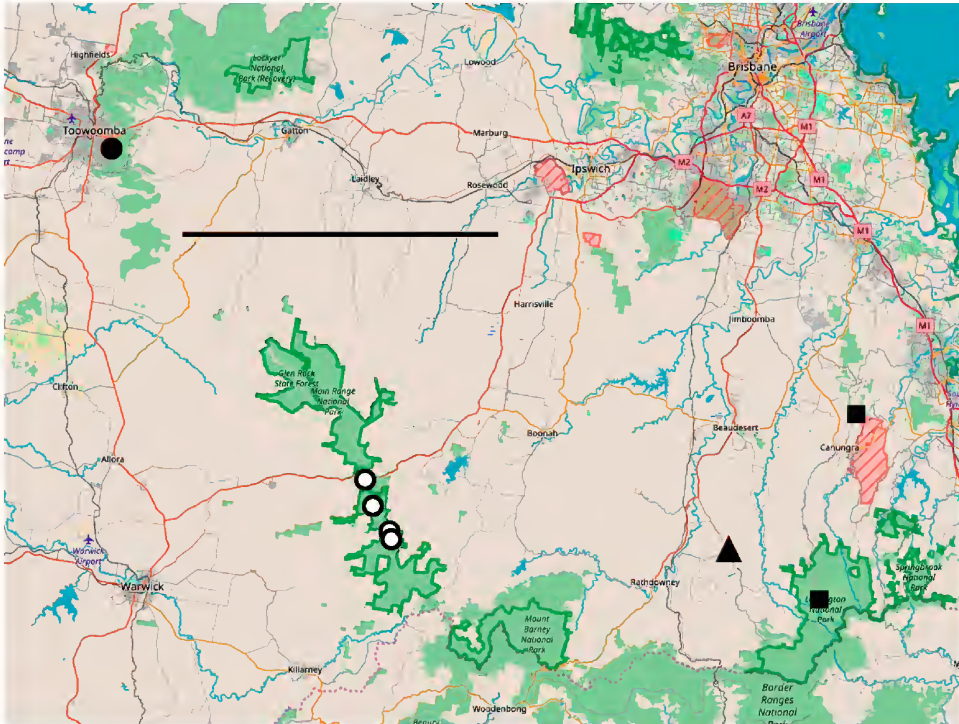 Brisbane
Airport
Highfields
Lockyer
National
Park (Recovery)
Lowood
Brisbane
A7
M1
Toowoomba
Gatton
Marburg
M2
Ipswich
Laidley
Rosewood
M2
M1
M1
Harrisville
Jimboomba
M1
Glen Rock
State Forest
Main Range
National
Park
Clifton
Boonah
Beaudesert
Canungra
Allora
Warwick
Airport
Warwick
Rathdowney
Springbrook
National
Park
National
Park
Mount
Barney
National
Park
Killarney
Woodenbong
Border
Ranges
National